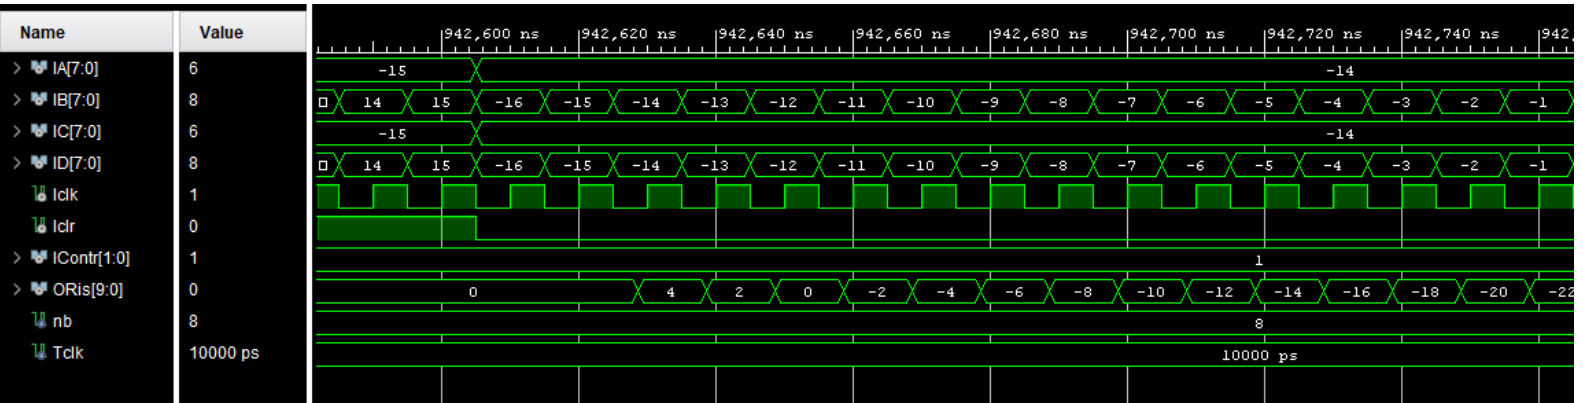 Name Value 942,600 ns 942,620 ns 942,640 ns 942,660 ns 942,680 ns 942,700 ns 942,720 ns 942,740 ns 942,
IA[7:0] 6 -15 -14
IB[7:0] 8 14 15 -16 -15 -14 -13 -12 -11 -10 -9 -8 -7 -6 -5 -4 -3 -2 -1
IC[7:0] 6 -15 -14
ID[7:0] 8 14 15 -16 -15 -14 -13 -12 -11 -10 -9 -8 -7 -6 -5 -4 -3 -2 -1
Iclk 1
Iclr 0
IContr[1:0] 1 1
ORis[9:0] 0 0 4 2 0 -2 -4 -6 -8 -10 -12 -14 -16 -18 -20 -22
nb 8 8
Tclk 10000 ps 10000 ps